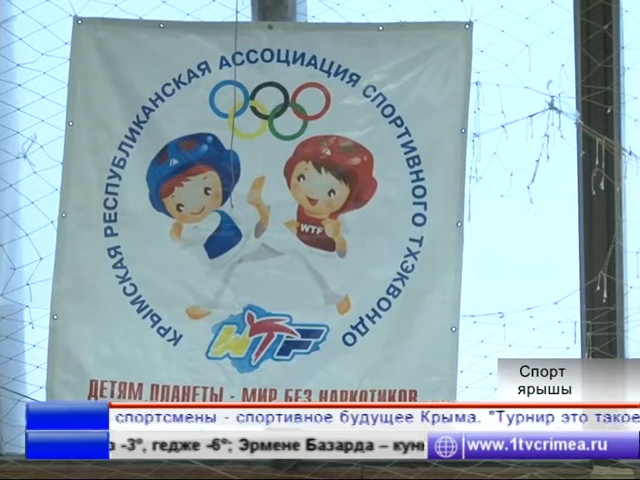 КРЫМСКАЯ РЕСПУБЛИКАНСКАЯ АССОЦИАЦИЯ СПОРТИВНОГО ТХЭКВОНДО
WTF
WTF
ДЕТЯМ ПЛАНЕТЫ - МИР БЕЗ НАРКОТИКОВ
Спорт
ярышы
спортсмены - спортивное будущее Крыма. "Турнир это такое
-3°, гедже -6°; Эрмене Базарда – кун
www.1tvcrimea.ru